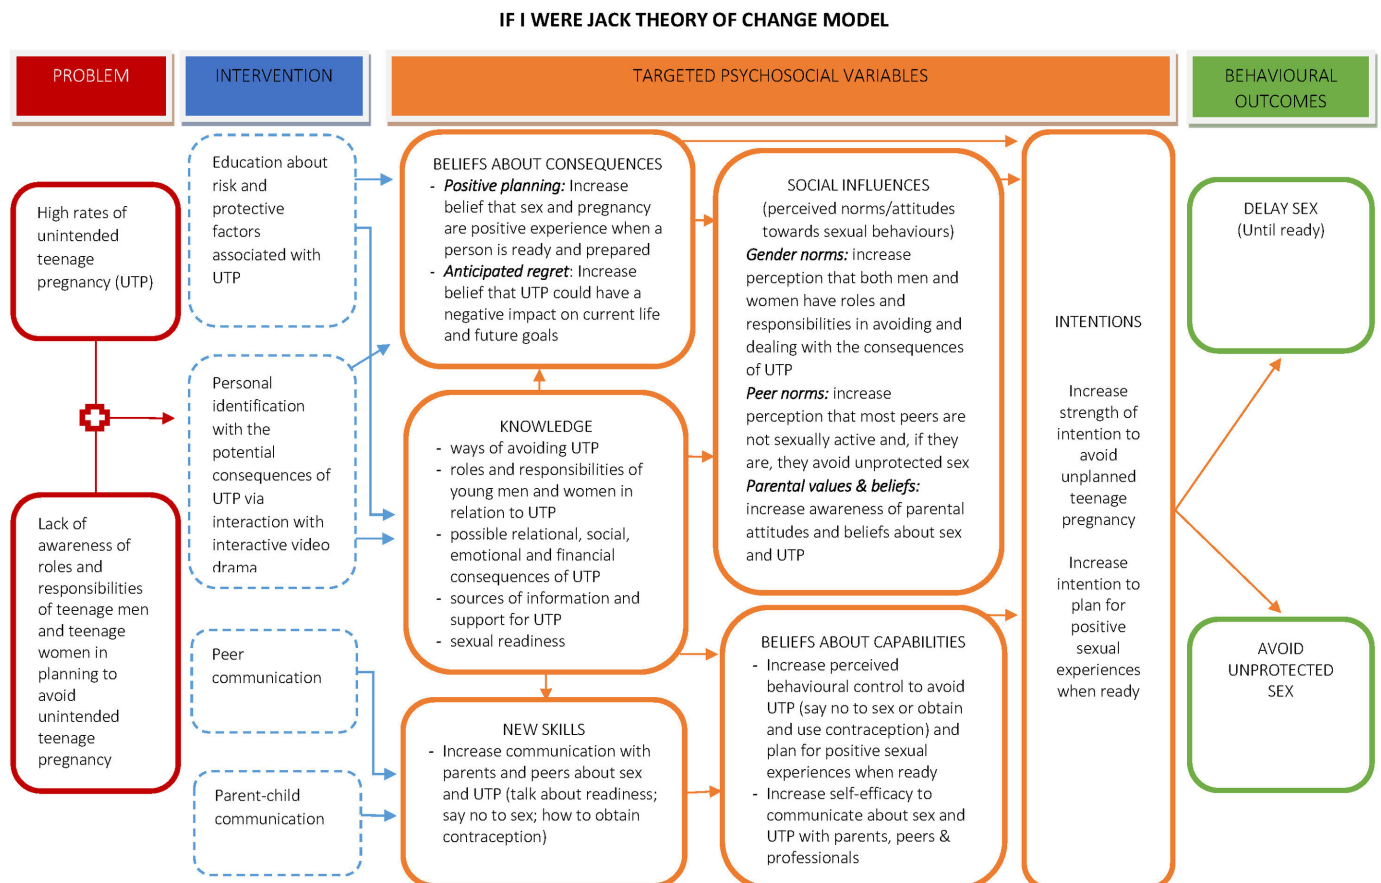 IF I WERE JACK THEORY OF CHANGE MODEL
PROBLEM
INTERVENTION
TARGETED PSYCHOSOCIAL VARIABLES
BEHAVIOURAL
OUTCOMES
High rates of
unintended
teenage
pregnancy (UTP)
Lack of
awareness of
roles and
responsibilities
of teenage men
and teenage
women in
planning to
avoid
unintended
teenage
pregnancy
Education about
risk and
protective
factors
associated with
UTP
Personal
identification
with the
potential
consequences of
UTP via
interaction with
interactive video
drama
Peer
communication
Parent-child
communication
BELIEFS ABOUT CONSEQUENCES
- Positive planning: Increase
belief that sex and pregnancy
are positive experience when a
person is ready and prepared
- Anticipated regret: Increase
belief that UTP could have a
negative impact on current life
and future goals
KNOWLEDGE
- ways of avoiding UTP
- roles and responsibilities of
young men and women in
relation to UTP
- possible relational, social,
emotional and financial
consequences of UTP
- sources of information and
support for UTP
- sexual readiness
NEW SKILLS
- Increase communication with
parents and peers about sex
and UTP (talk about readiness;
say no to sex; how to obtain
contraception)
SOCIAL INFLUENCES
(perceived norms/attitudes
towards sexual behaviours)
Gender norms: increase
perception that both men and
women have roles and
responsibilities in avoiding and
dealing with the consequences
of UTP
Peer norms: increase
perception that most peers are
not sexually active and, if they
are, they avoid unprotected sex
Parental values & beliefs:
increase awareness of parental
attitudes and beliefs about sex
and UTP
BELIEFS ABOUT CAPABILITIES
- Increase perceived
behavioural control to avoid
UTP (say no to sex or obtain
and use contraception) and
plan for positive sexual
experiences when ready
- Increase self-efficacy to
communicate about sex and
UTP with parents, peers &
professionals
INTENTIONS
Increase
strength of
intention to
avoid
unplanned
teenage
pregnancy
Increase
intention to
plan for
positive
sexual
experiences
when ready
DELAY SEX
(Until ready)
AVOID
UNPROTECTED
SEX